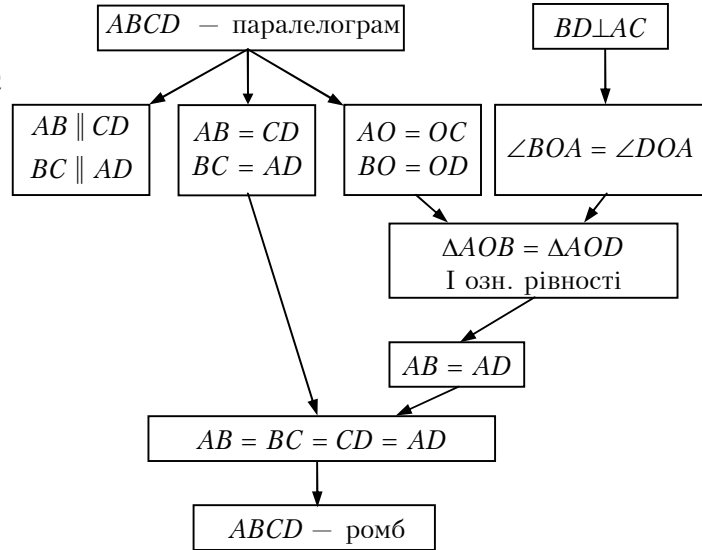 ABCD — паралелограм
BD⊥AC
AB ∥ CD
BC ∥ AD
AB = CD
BC = AD
AO = OC
BO = OD
∠BOA = ∠DOA
ΔAOB = ΔAOD
І озн. рівності
AB = AD
AB = BC = CD = AD
ABCD — ромб